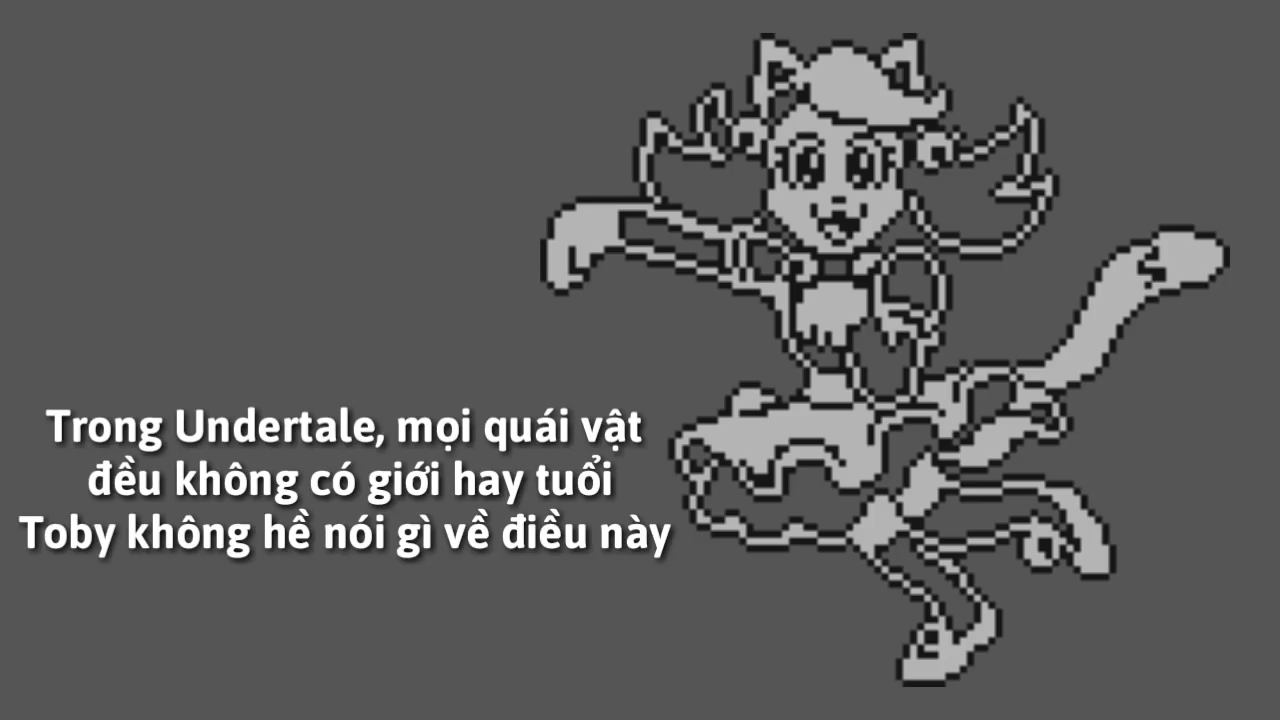 Trong Undertale, mọi quái vật
đều không có giới hay tuổi
Toby không hề nói gì về điều này